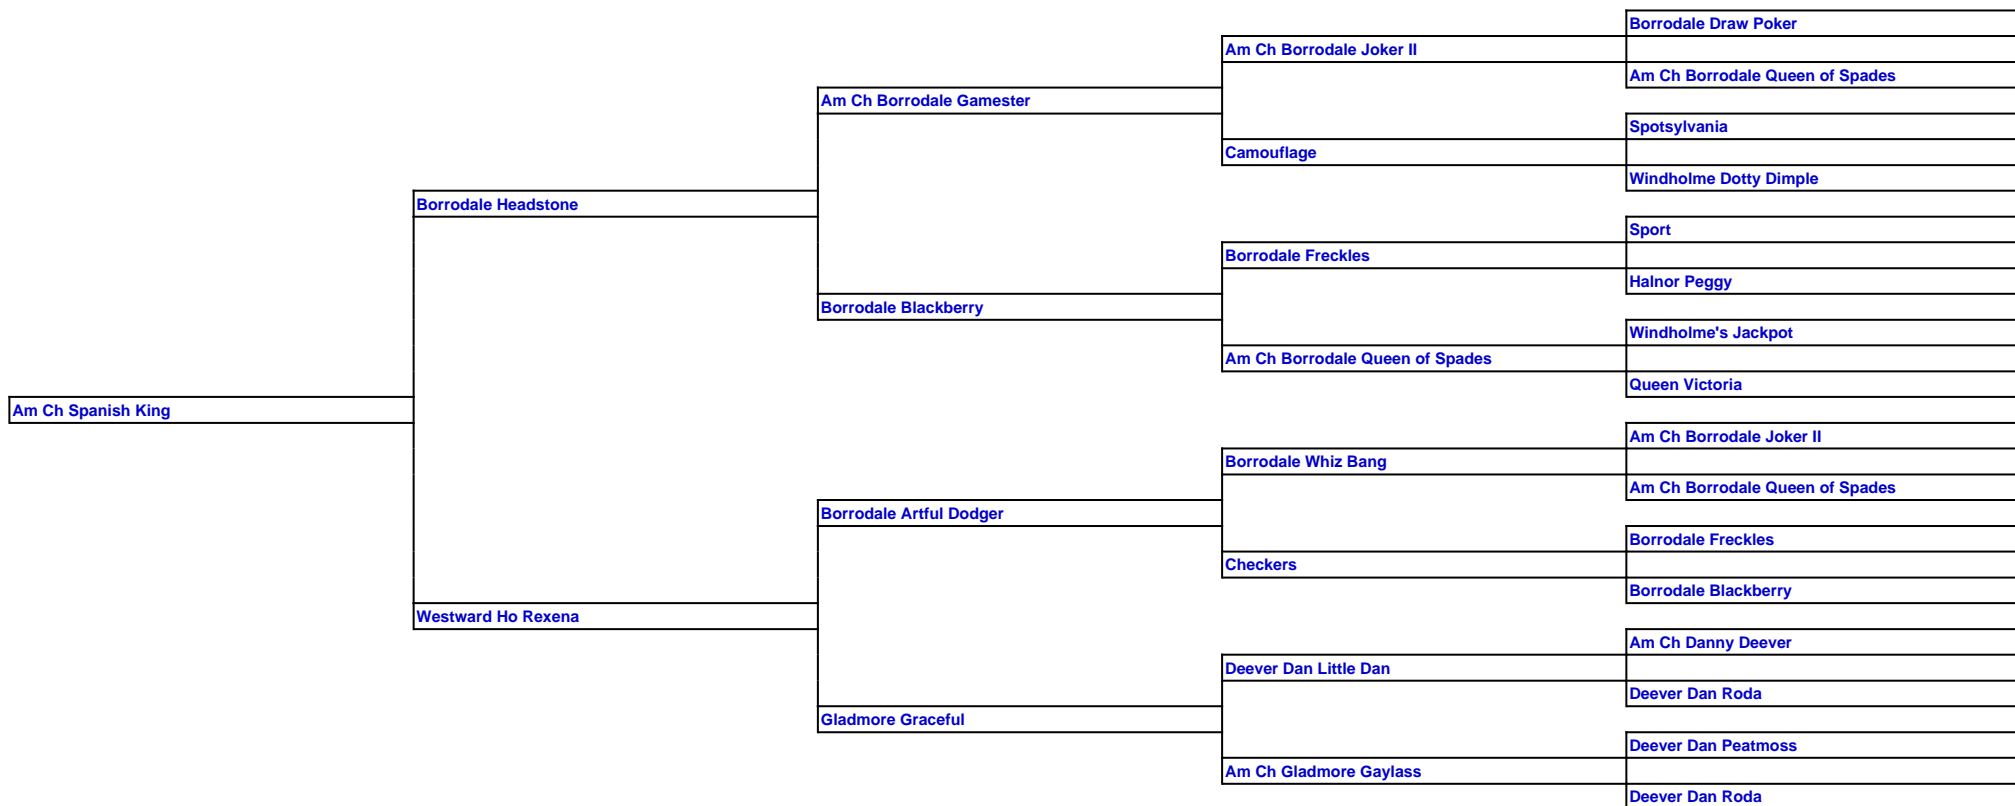 Borrodale Draw Poker
Am Ch Borrodale Joker II
Am Ch Borrodale Queen of Spades
Am Ch Borrodale Gamester
Spotsylvania
Camouflage
Windholme Dotty Dimple
Borrodale Headstone
Sport
Borrodale Freckles
Halnor Peggy
Borrodale Blackberry
Windholme's Jackpot
Am Ch Borrodale Queen of Spades
Queen Victoria
Am Ch Spanish King
Am Ch Borrodale Joker II
Borrodale Whiz Bang
Am Ch Borrodale Queen of Spades
Borrodale Artful Dodger
Borrodale Freckles
Checkers
Borrodale Blackberry
Westward Ho Rexena
Am Ch Danny Deever
Deever Dan Little Dan
Deever Dan Roda
Gladmore Graceful
Deever Dan Peatmoss
Am Ch Gladmore Gaylass
Deever Dan Roda